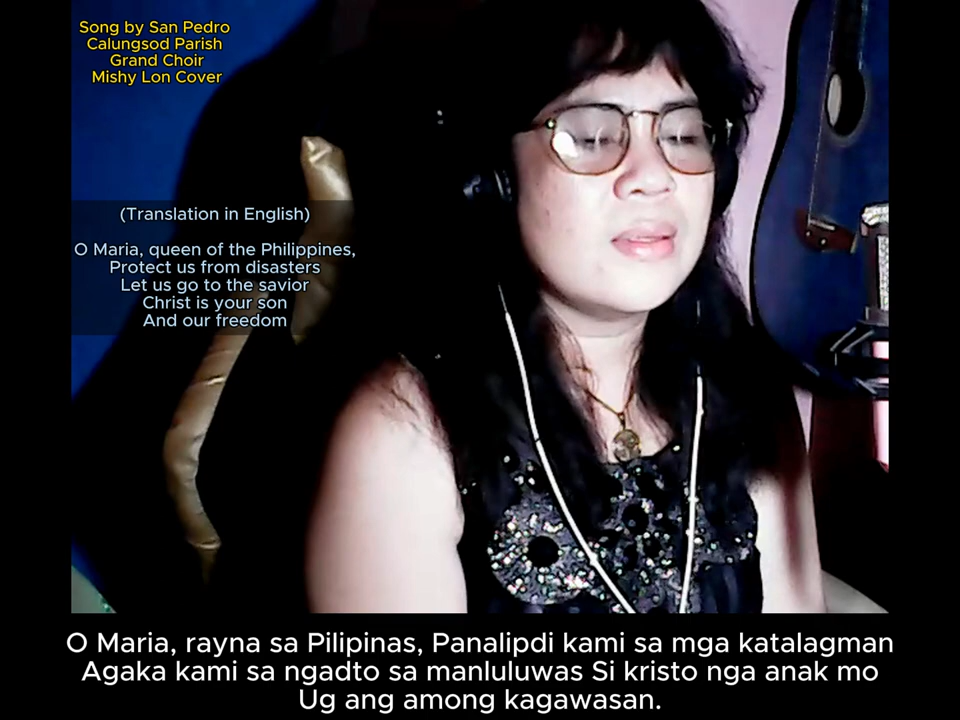 Song by San Pedro
Calungsod Parish
Grand Choir
Mishy Lon Cover
(Translation in English)
O Maria, queen of the Philippines,
Protect us from disasters
Let us go to the savior
Christ is your son
And our freedom
O Maria, rayna sa Pilipinas, Panalipdi kami sa mga katalagman
Agaka kami sa ngadto sa manluluwas Si kristo nga anak mo
Ug ang among kagawasan.